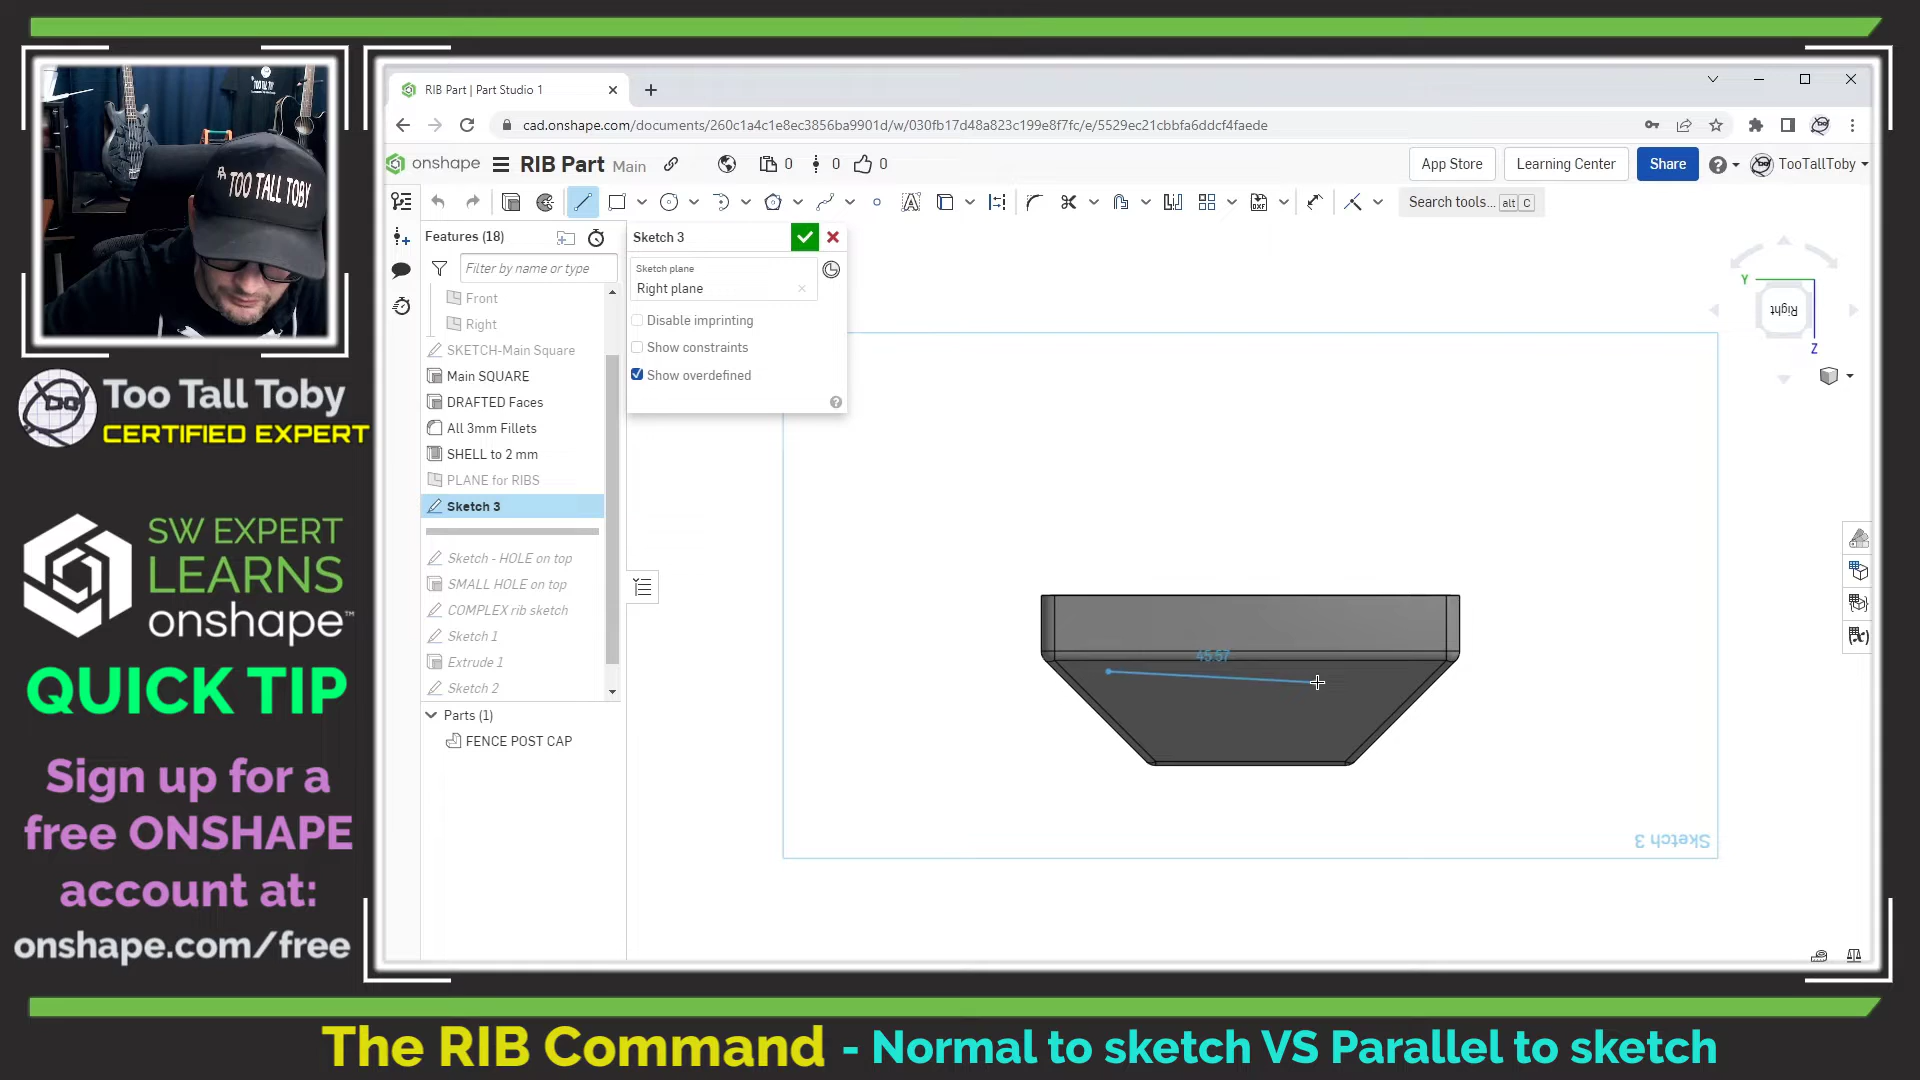 RIB Part | Part Studio 1
cad.onshape.com/documents/260c1a4c1e8ec3856ba9901d/w/030fb17d48a823c199e8f7fc/e/5529ec21cbbfa6ddcf4faede
onshape
RIB Part
Main
0
0
0
App Store
Learning Center
Share
TooTallToby
Search tools...
alt
C
Features (18)
Filter by name or type
Front
Right
SKETCH-Main Square
Main SQUARE
DRAFTED Faces
All 3mm Fillets
SHELL to 2 mm
PLANE for RIBS
Sketch 3
Sketch - HOLE on top
SMALL HOLE on top
COMPLEX rib sketch
Sketch 1
Extrude 1
Sketch 2
Parts (1)
FENCE POST CAP
Sketch 3
Sketch plane
Right plane
Disable imprinting
Show constraints
Show overdefined
45.57
Sketch 3
Y
Right
Z
TOO TALL TOBY
Too Tall Toby
CERTIFIED EXPERT
SW EXPERT
LEARNS
onshape™
QUICK TIP
Sign up for a
free ONSHAPE
account at:
onshape.com/free
The RIB Command - Normal to sketch VS Parallel to sketch